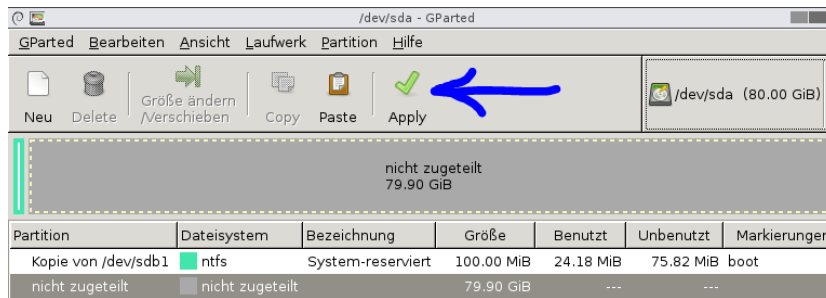 /dev/sda - GParted
GParted Bearbeiten Ansicht Laufwerk Partition Hilfe
Neu Delete Größe ändern /Verschieben Copy Paste Apply
/dev/sda (80.00 GiB)
nicht zugeteilt
79.90 GiB
Partition Dateisystem Bezeichnung Größe Benutzt Unbenutzt Markierungen
Kopie von /dev/sdb1 ntfs System-reserviert 100.00 MiB 24.18 MiB 75.82 MiB boot
nicht zugeteilt nicht zugeteilt 79.90 GiB --- ---